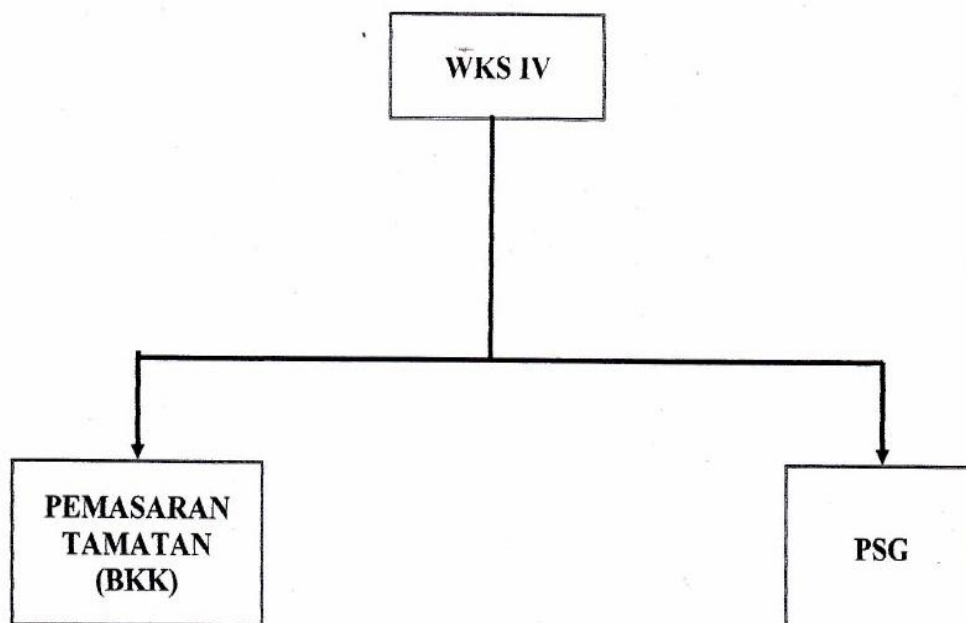 WKS IV
PEMASARAN
TAMATAN
(BKK)
PSG